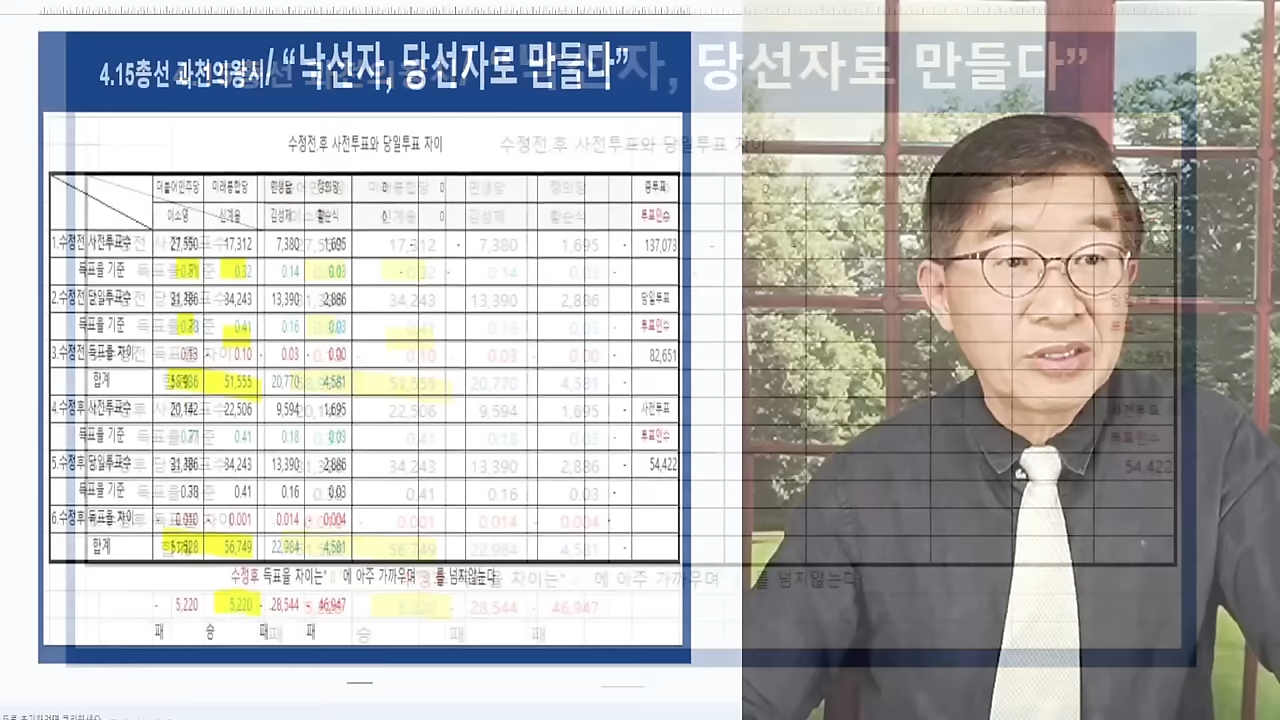 4.15총선 과천의왕시/ “낙선자, 당선자로 만들다”
수정전.후 사전투표와 당일투표 차이
더불어민주당 미래통합당 민생당 정의당 0 0 총투표
이소영 신계용 김성제 황순식 0 0 투표인수
1.수정전 사전투표수 27,550 17,312 7,380 1,695 - - 137,073
득표율 기준 0.32 0.14 0.03 - -
2.수정전 당일투표수 34,243 13,390 2,886 - 당일투표
득표율 기준 0.41 0.16 0.03 - 투표인수
3.수정전 득표율 차이 0.10 - 0.03 - 0.00 - 82,651
합계 51,555 20,770 4,581 -
4.수정후 사전투표수 20,142 22,506 9,594 1,695 - 사전투표
득표율 기준 0.41 0.18 0.03 - 투표인수
5.수정후 당일투표수 34,243 13,390 2,886 - 54,422
득표율 기준 0.38 0.41 0.16 0.03 -
6.수정후 득표율 차이 0.001 0.014 - 0.004 -
합계 56,749 22,984 4,581 -
수정후 득표율 차이는" 0 에 아주 가까우며 를 넘지않는다
- 5,220 5,220 - 28,544 - 46,947
패 승 패 패